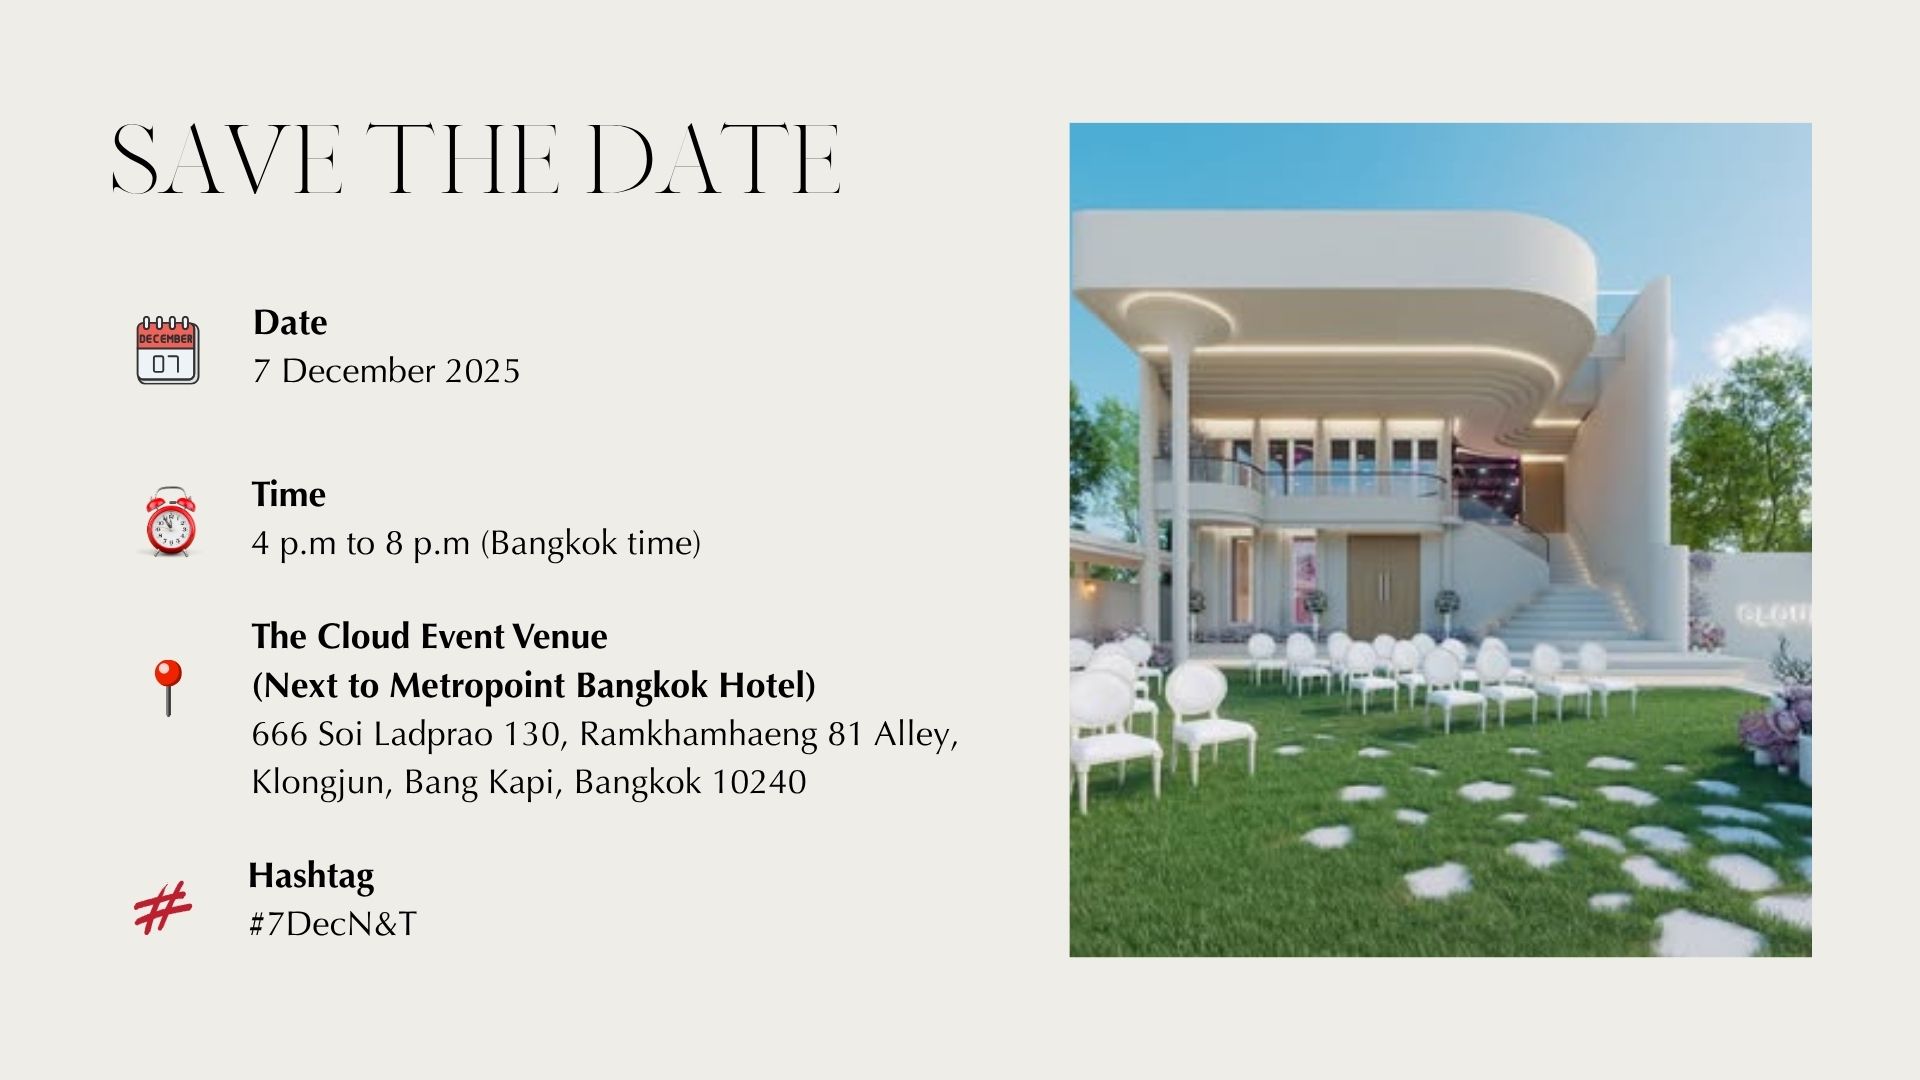 SAVE THE DATE
DECEMBER
07
Date
7 December 2025
Time
4 p.m to 8 p.m (Bangkok time)
The Cloud Event Venue
(Next to Metropoint Bangkok Hotel)
666 Soi Ladprao 130, Ramkhamhaeng 81 Alley,
Klongjun, Bang Kapi, Bangkok 10240
#
Hashtag
#7DecN&T